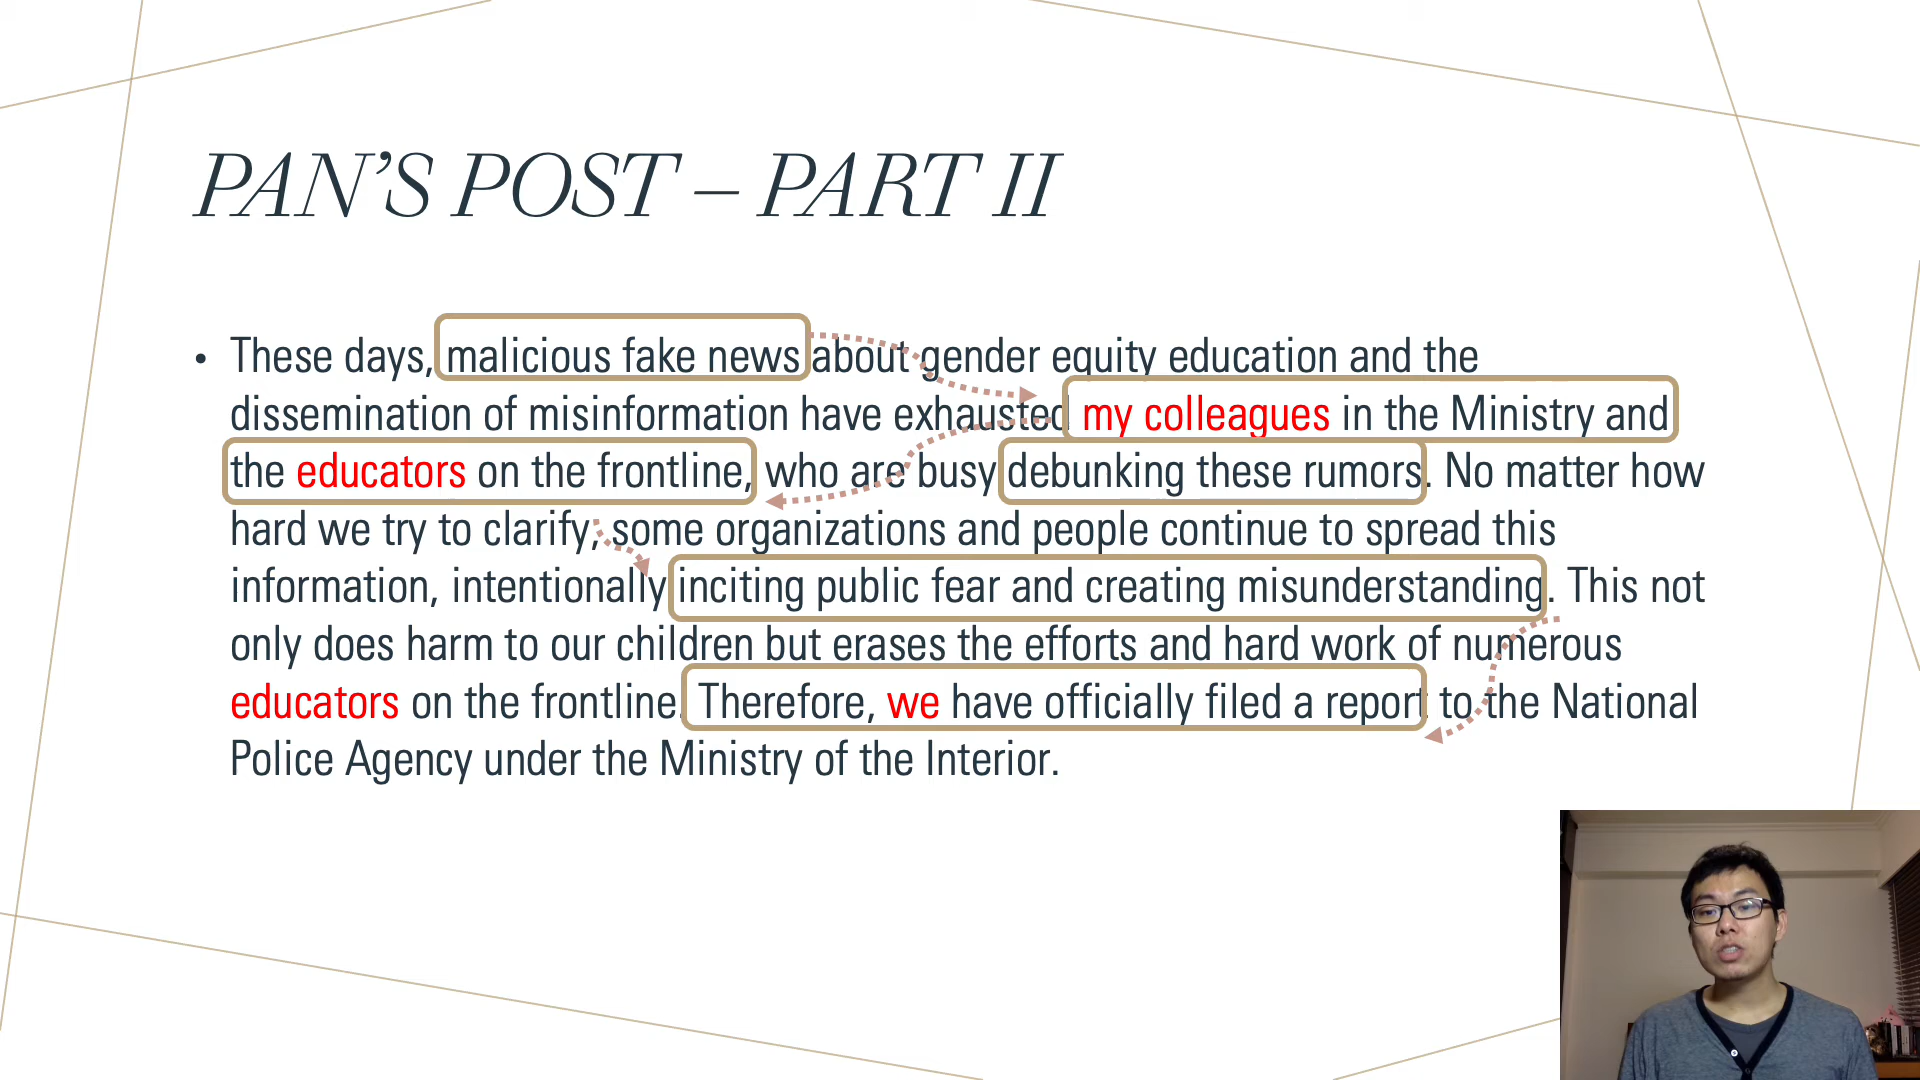 PAN’S POST – PART II
• These days, malicious fake news about gender equity education and the
dissemination of misinformation have exhausted my colleagues in the Ministry and
the educators on the frontline, who are busy debunking these rumors. No matter how
hard we try to clarify, some organizations and people continue to spread this
information, intentionally inciting public fear and creating misunderstanding. This not
only does harm to our children but erases the efforts and hard work of numerous
educators on the frontline. Therefore, we have officially filed a report to the National
Police Agency under the Ministry of the Interior.